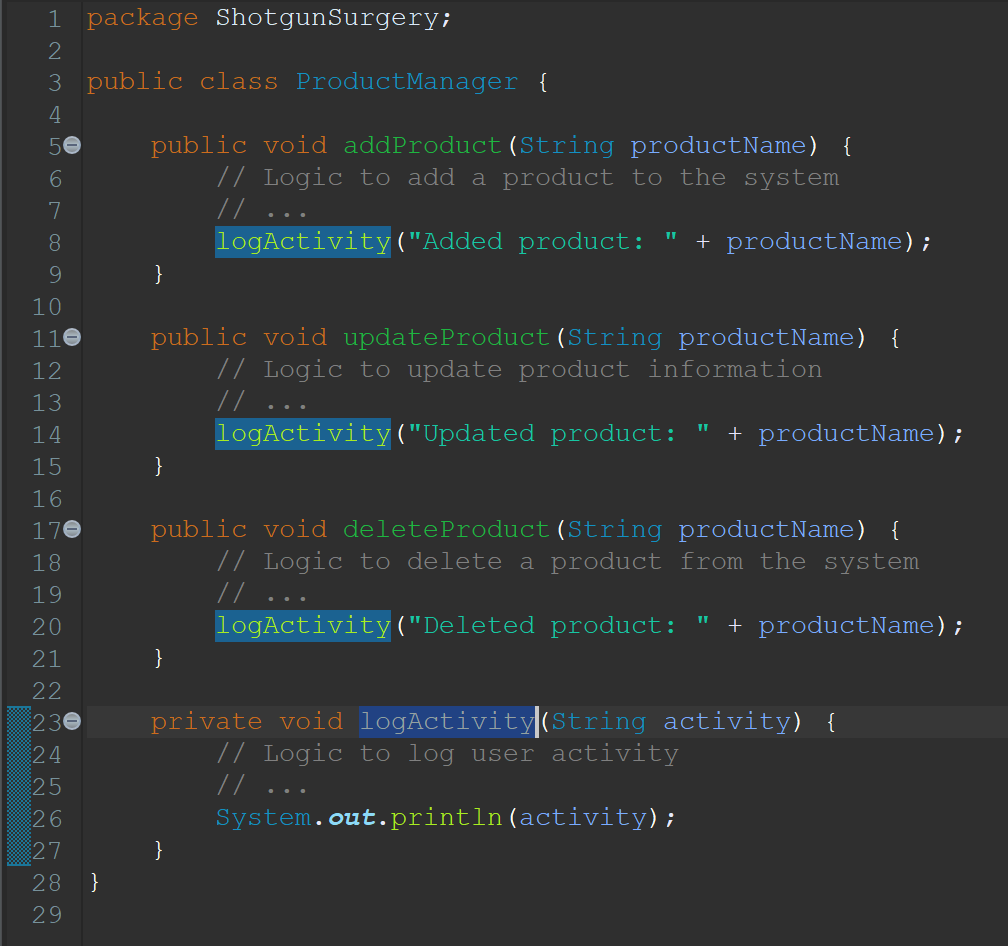 1 package ShotgunSurgery;
2
3 public class ProductManager {
4
5 public void addProduct(String productName) {
6 // Logic to add a product to the system
7 // ...
8 logActivity("Added product: " + productName);
9 }
10
11 public void updateProduct(String productName) {
12 // Logic to update product information
13 // ...
14 logActivity("Updated product: " + productName);
15 }
16
17 public void deleteProduct(String productName) {
18 // Logic to delete a product from the system
19 // ...
20 logActivity("Deleted product: " + productName);
21 }
22
23 private void logActivity(String activity) {
24 // Logic to log user activity
25 // ...
26 System.out.println(activity);
27 }
28 }
29